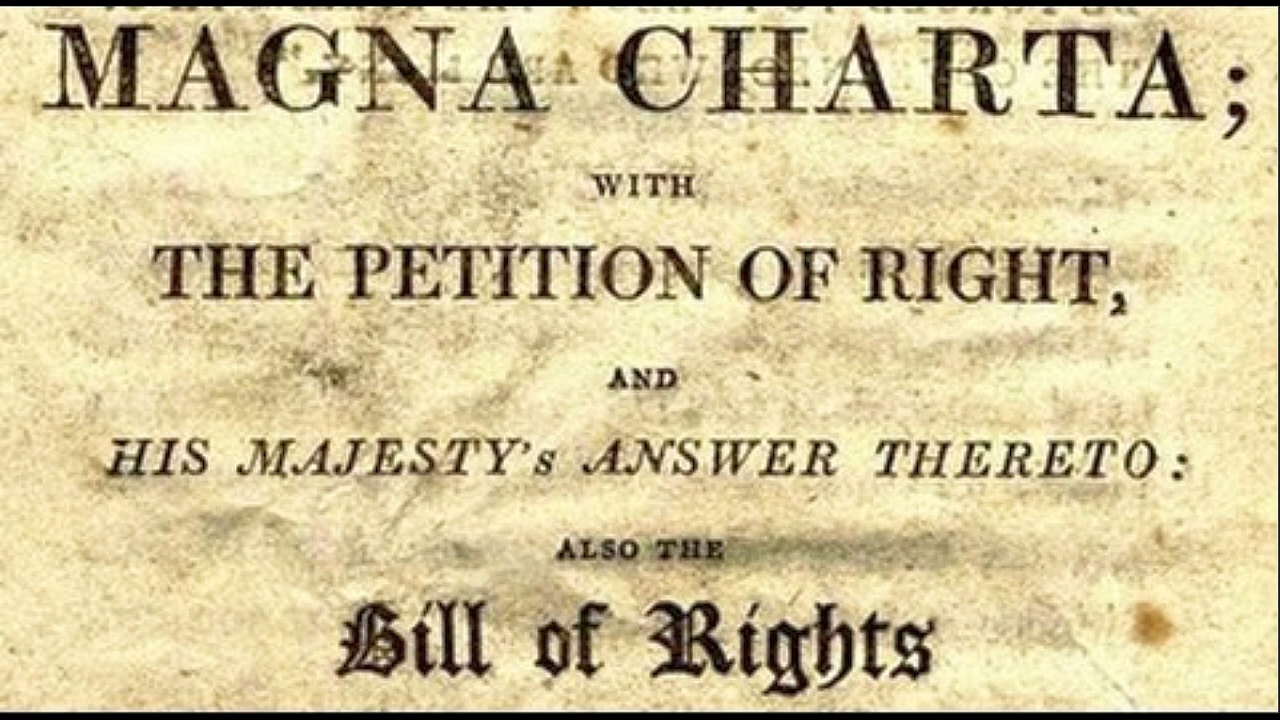 MAGNA CHARTA;
WITH
THE PETITION OF RIGHT,
AND
HIS MAJESTY's ANSWER THERETO:
ALSO THE
Bill of Rights